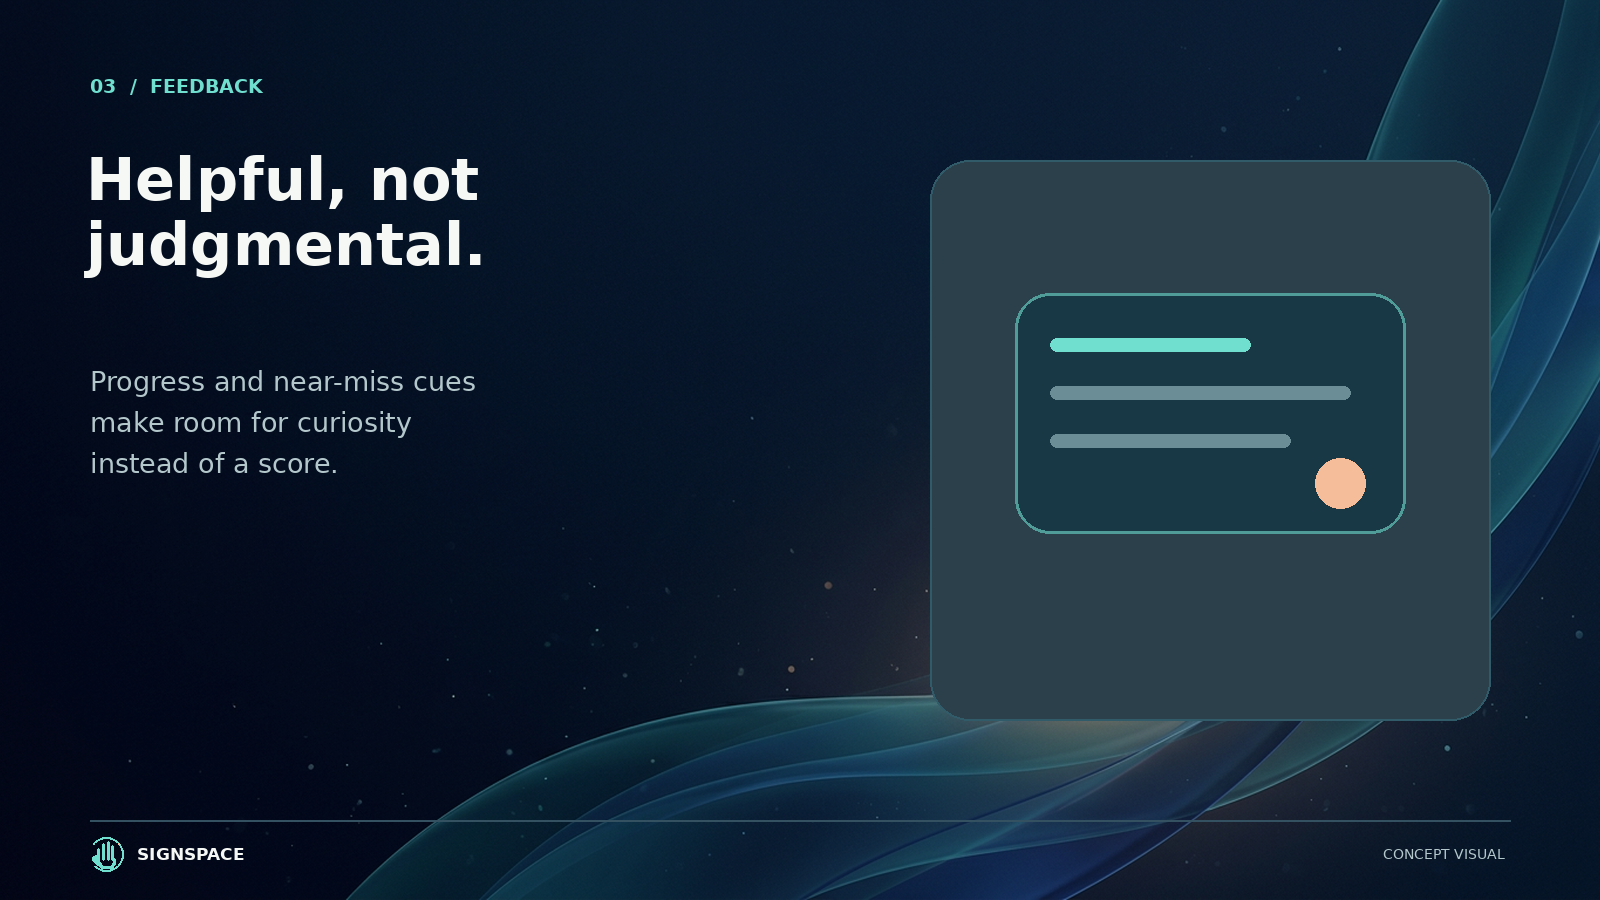 03 / FEEDBACK
Helpful, not
judgmental.
Progress and near-miss cues
make room for curiosity
instead of a score.
SIGNSPACE
CONCEPT VISUAL